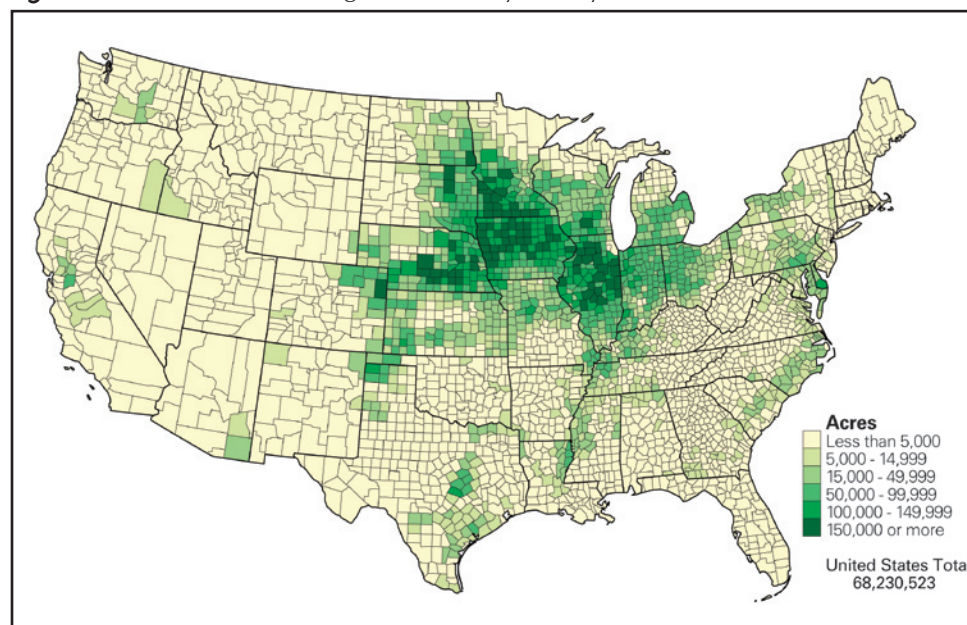 Acres
Less than 5,000
5,000 - 14,999
15,000 - 49,999
50,000 - 99,999
100,000 - 149,999
150,000 or more
United States Total
68,230,523